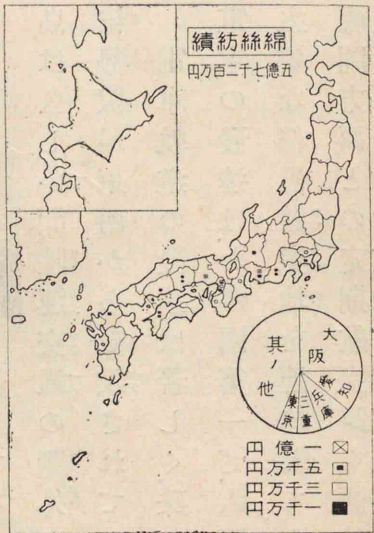 綿絲紡績
五億七千二百万円
大阪
愛知
兵庫
三重
東京
其ノ他
一億円
五千万円
三千万円
一千万円